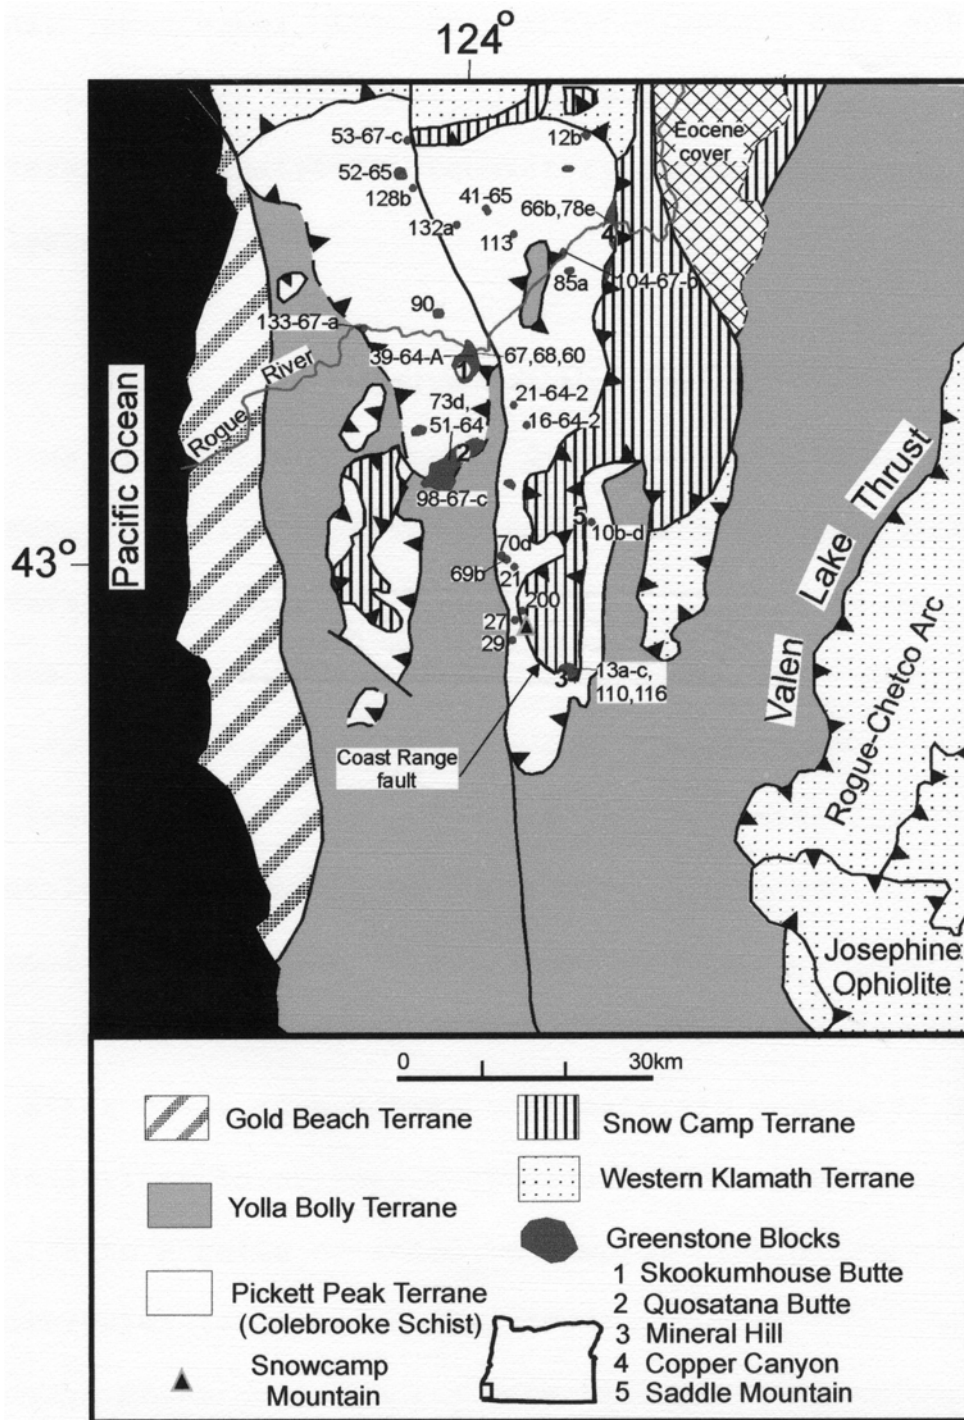 124°
53-67-c
12b
Eocene
cover
52-65
128b
41-65
66b,78e
4
132a
113
104-67-b
85a
90
133-67-a
39-64-A
67,68,60
1
River
Rogue
73d,
51-64
21-64-2
16-64-2
2
98-67-c
Pacific Ocean
43°
5
10b-d
70d
69b
21
200
27
29
3
13a-c,
110,116
Coast Range
fault
Valen Lake Thrust
Rogue-Chetco Arc
Josephine
Ophiolite
0 30km
Gold Beach Terrane
Snow Camp Terrane
Western Klamath Terrane
Yolla Bolly Terrane
Greenstone Blocks
1 Skookumhouse Butte
Pickett Peak Terrane
(Colebrooke Schist)
2 Quosatana Butte
3 Mineral Hill
Snowcamp
Mountain
4 Copper Canyon
5 Saddle Mountain